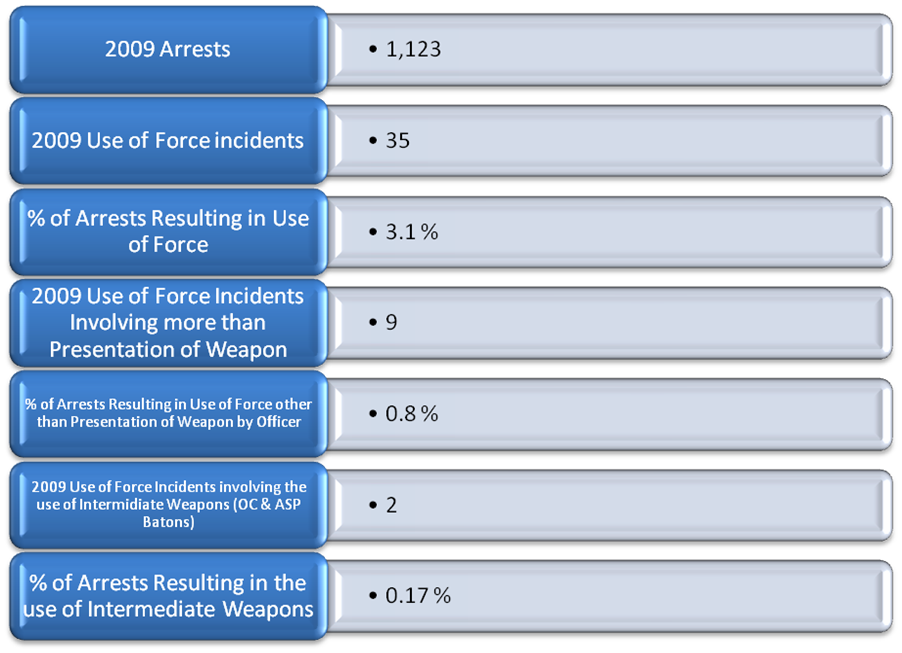 2009 Arrests
• 1,123
2009 Use of Force incidents
• 35
% of Arrests Resulting in Use
of Force
• 3.1 %
2009 Use of Force Incidents
Involving more than
Presentation of Weapon
• 9
% of Arrests Resulting in Use of Force other
than Presentation of Weapon by Officer
• 0.8 %
2009 Use of Force Incidents involving the
use of Intermidiate Weapons (OC & ASP
Batons)
• 2
% of Arrests Resulting in the
use of Intermediate Weapons
• 0.17 %